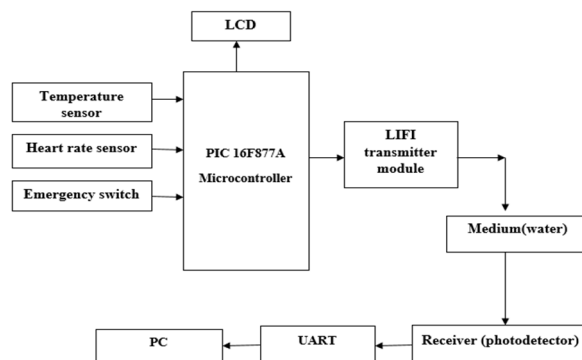 LCD
Temperature
sensor
Heart rate sensor
Emergency switch
PIC 16F877A
Microcontroller
LIFI
transmitter
module
Medium(water)
Receiver (photodetector)
UART
PC